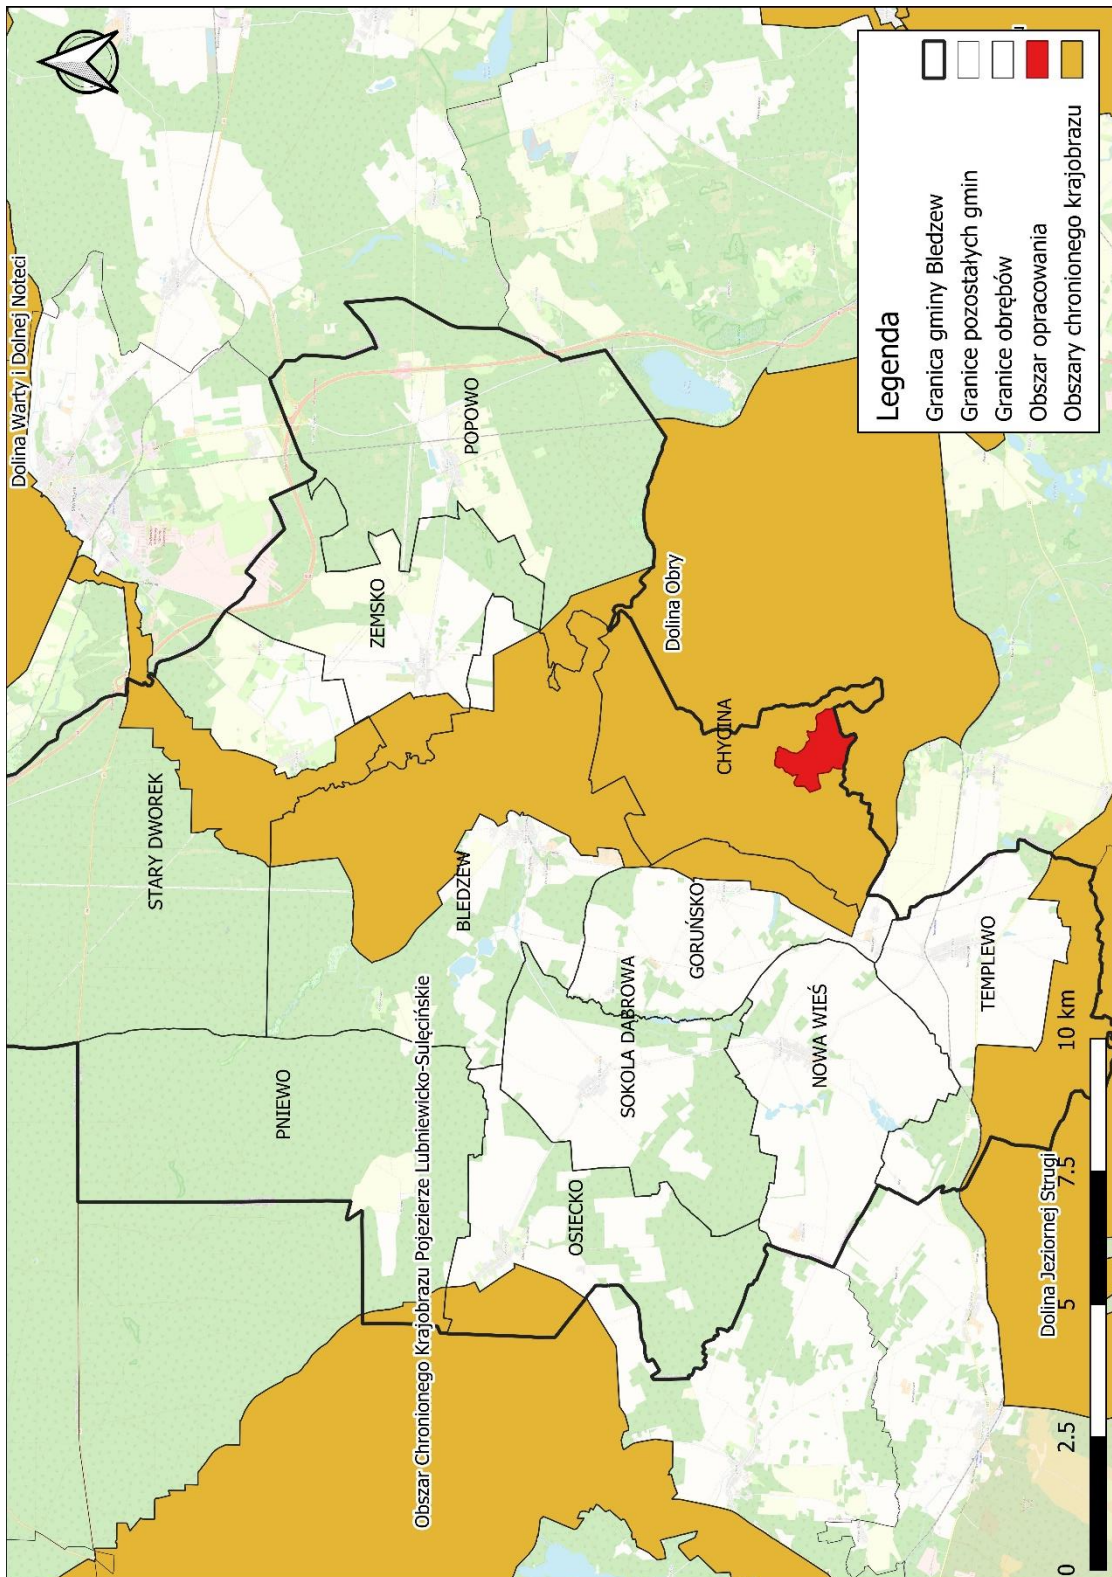 Dolina Warty i Dolnej Noteci
STARY DWOREK
PNIEWO
ZEMSKO
POPOWO
BLEDZEW
Obszar Chronionego Krajobrazu Pojezierze Lubniewicko-Sulęcińskie
OSIECKO
SOKOLA DĄBROWA
GORUŃSKO
CHYCINA
Dolina Obry
NOWA WIEŚ
TEMPLEWO
Dolina Jeziornej Strugi
Legenda
Granica gminy Bledzew
Granice pozostałych gmin
Granice obrębów
Obszar opracowania
Obszary chronionego krajobrazu
0
2.5
5
7.5
10 km